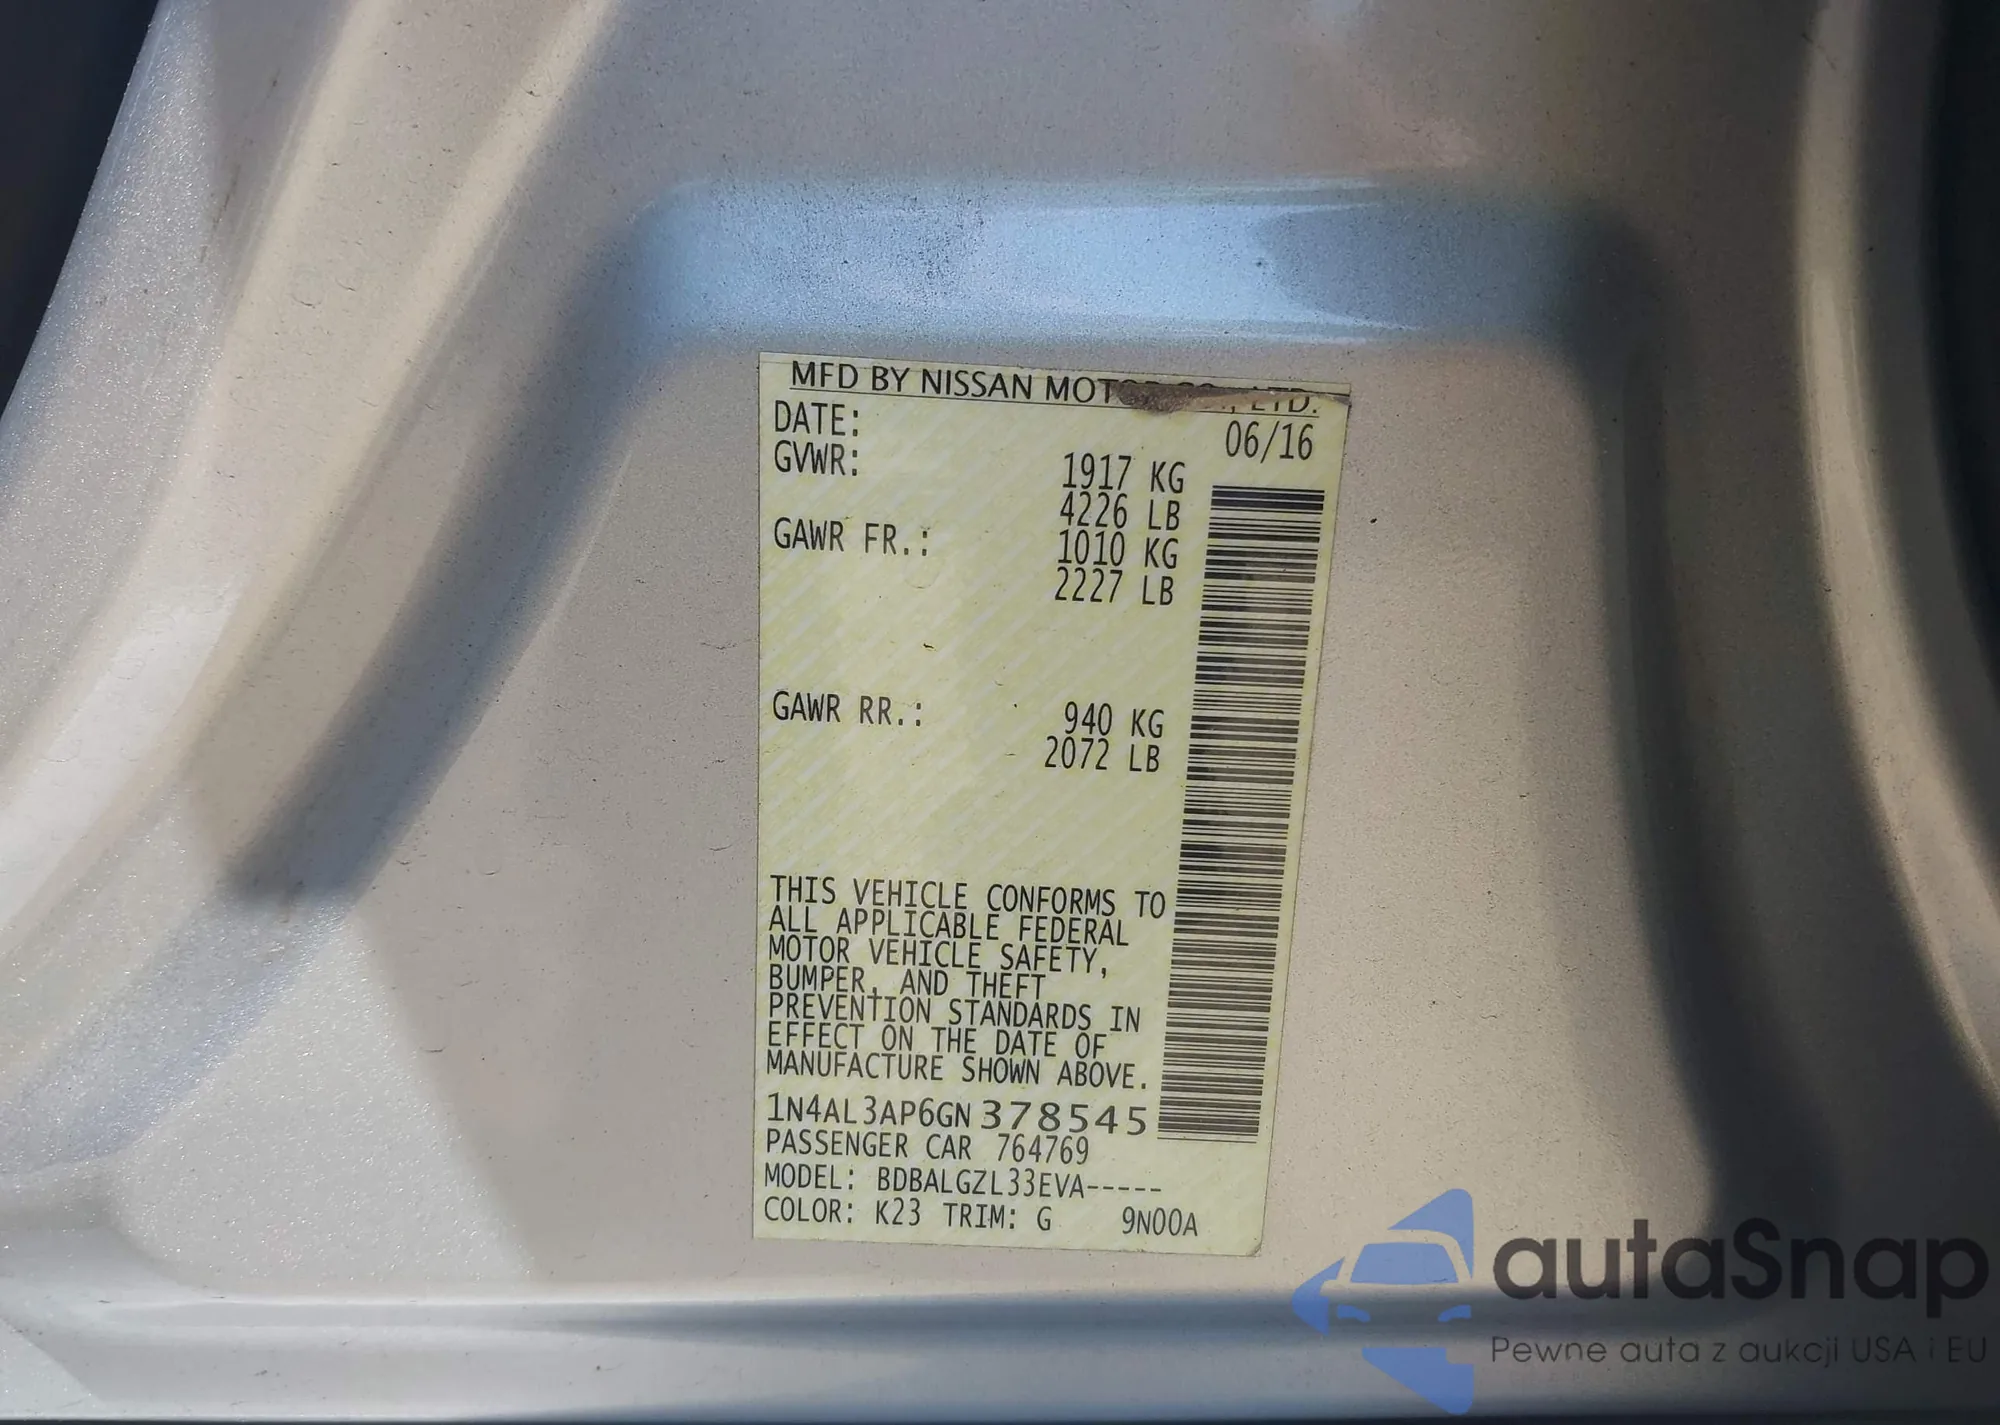 MFD BY NISSAN MOTOR CO., LTD.
DATE: 06/16
GVWR: 1917 KG
4226 LB
GAWR FR.: 1010 KG
2227 LB
GAWR RR.: 940 KG
2072 LB
THIS VEHICLE CONFORMS TO
ALL APPLICABLE FEDERAL
MOTOR VEHICLE SAFETY,
BUMPER, AND THEFT
PREVENTION STANDARDS IN
EFFECT ON THE DATE OF
MANUFACTURE SHOWN ABOVE.
1N4AL3AP6GN378545
PASSENGER CAR 764769
MODEL: BDBALGZL33EVA-----
COLOR: K23 TRIM: G 9N00A
autaSnap
Pewne auta z aukcji USA i EU